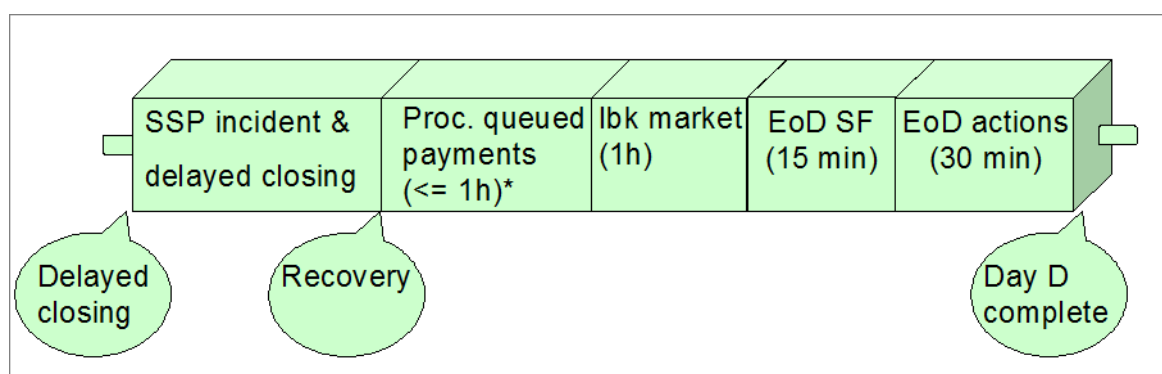 SSP incident &
delayed closing
Proc. queued
payments
(<= 1h)*
Ibk market
(1h)
EoD SF
(15 min)
EoD actions
(30 min)
Delayed
closing
Recovery
Day D
complete